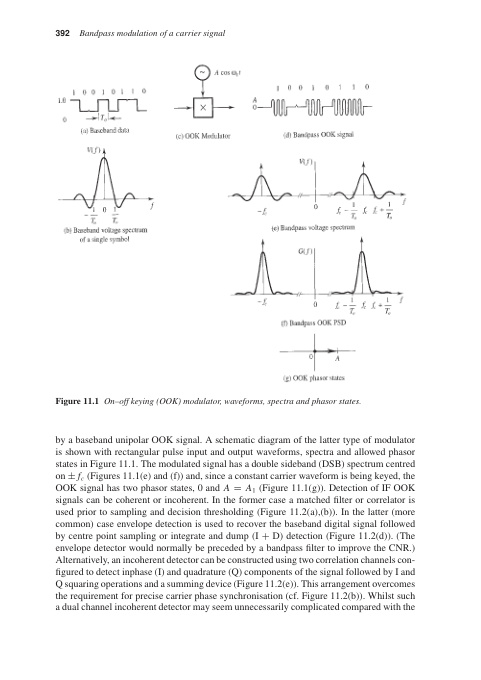 392 Bandpass modulation of a carrier signal
A cos ω_c t
1 0 0 1 0 1 1 0
1.0
0
T_o
(a) Baseband data
(c) OOK Modulator
1 0 0 1 0 1 1 0
A
0
(d) Bandpass OOK signal
V(f)
0
f
-1/T_o
1/T_o
(b) Baseband voltage spectrum
of a single symbol
V(f)
-f_c
0
f_c - 1/T_o f_c f_c + 1/T_o
f
(e) Bandpass voltage spectrum
G(f)
-f_c
0
f_c - 1/T_o f_c f_c + 1/T_o
f
(f) Bandpass OOK PSD
0 A
(g) OOK phasor states
Figure 11.1 On–off keying (OOK) modulator, waveforms, spectra and phasor states.
by a baseband unipolar OOK signal. A schematic diagram of the latter type of modulator
is shown with rectangular pulse input and output waveforms, spectra and allowed phasor
states in Figure 11.1. The modulated signal has a double sideband (DSB) spectrum centred
on ±f_c (Figures 11.1(e) and (f)) and, since a constant carrier waveform is being keyed, the
OOK signal has two phasor states, 0 and A = A_1 (Figure 11.1(g)). Detection of IF OOK
signals can be coherent or incoherent. In the former case a matched filter or correlator is
used prior to sampling and decision thresholding (Figure 11.2(a),(b)). In the latter (more
common) case envelope detection is used to recover the baseband digital signal followed
by centre point sampling or integrate and dump (I + D) detection (Figure 11.2(d)). (The
envelope detector would normally be preceded by a bandpass filter to improve the CNR.)
Alternatively, an incoherent detector can be constructed using two correlation channels con-
figured to detect inphase (I) and quadrature (Q) components of the signal followed by I and
Q squaring operations and a summing device (Figure 11.2(e)). This arrangement overcomes
the requirement for precise carrier phase synchronisation (cf. Figure 11.2(b)). Whilst such
a dual channel incoherent detector may seem unnecessarily complicated compared with the